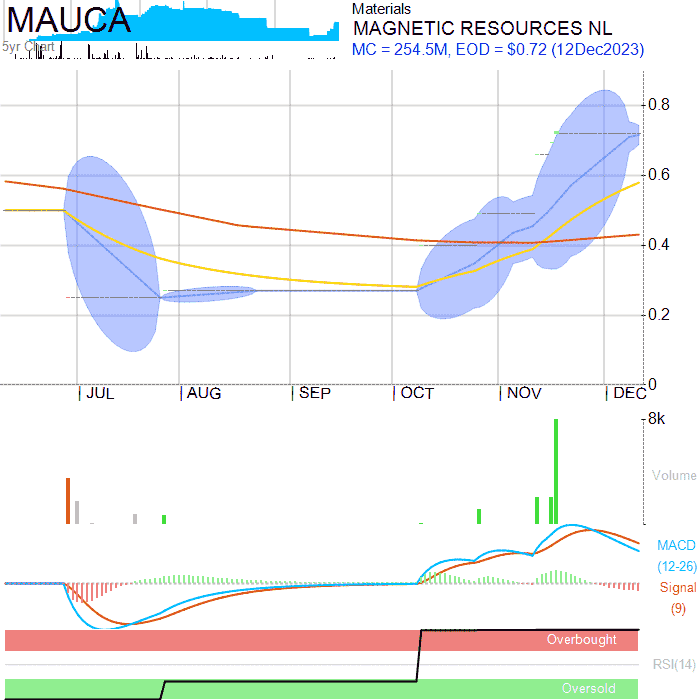 MAUCA
5yr Chart
Materials
MAGNETIC RESOURCES NL
MC = 254.5M, EOD = $0.72 (12Dec2023)
0.8
0.6
0.4
0.2
0
JUL AUG SEP OCT NOV DEC
8k
Volume
MACD
(12-26)
Signal
(9)
Overbought
RSI(14)
Oversold